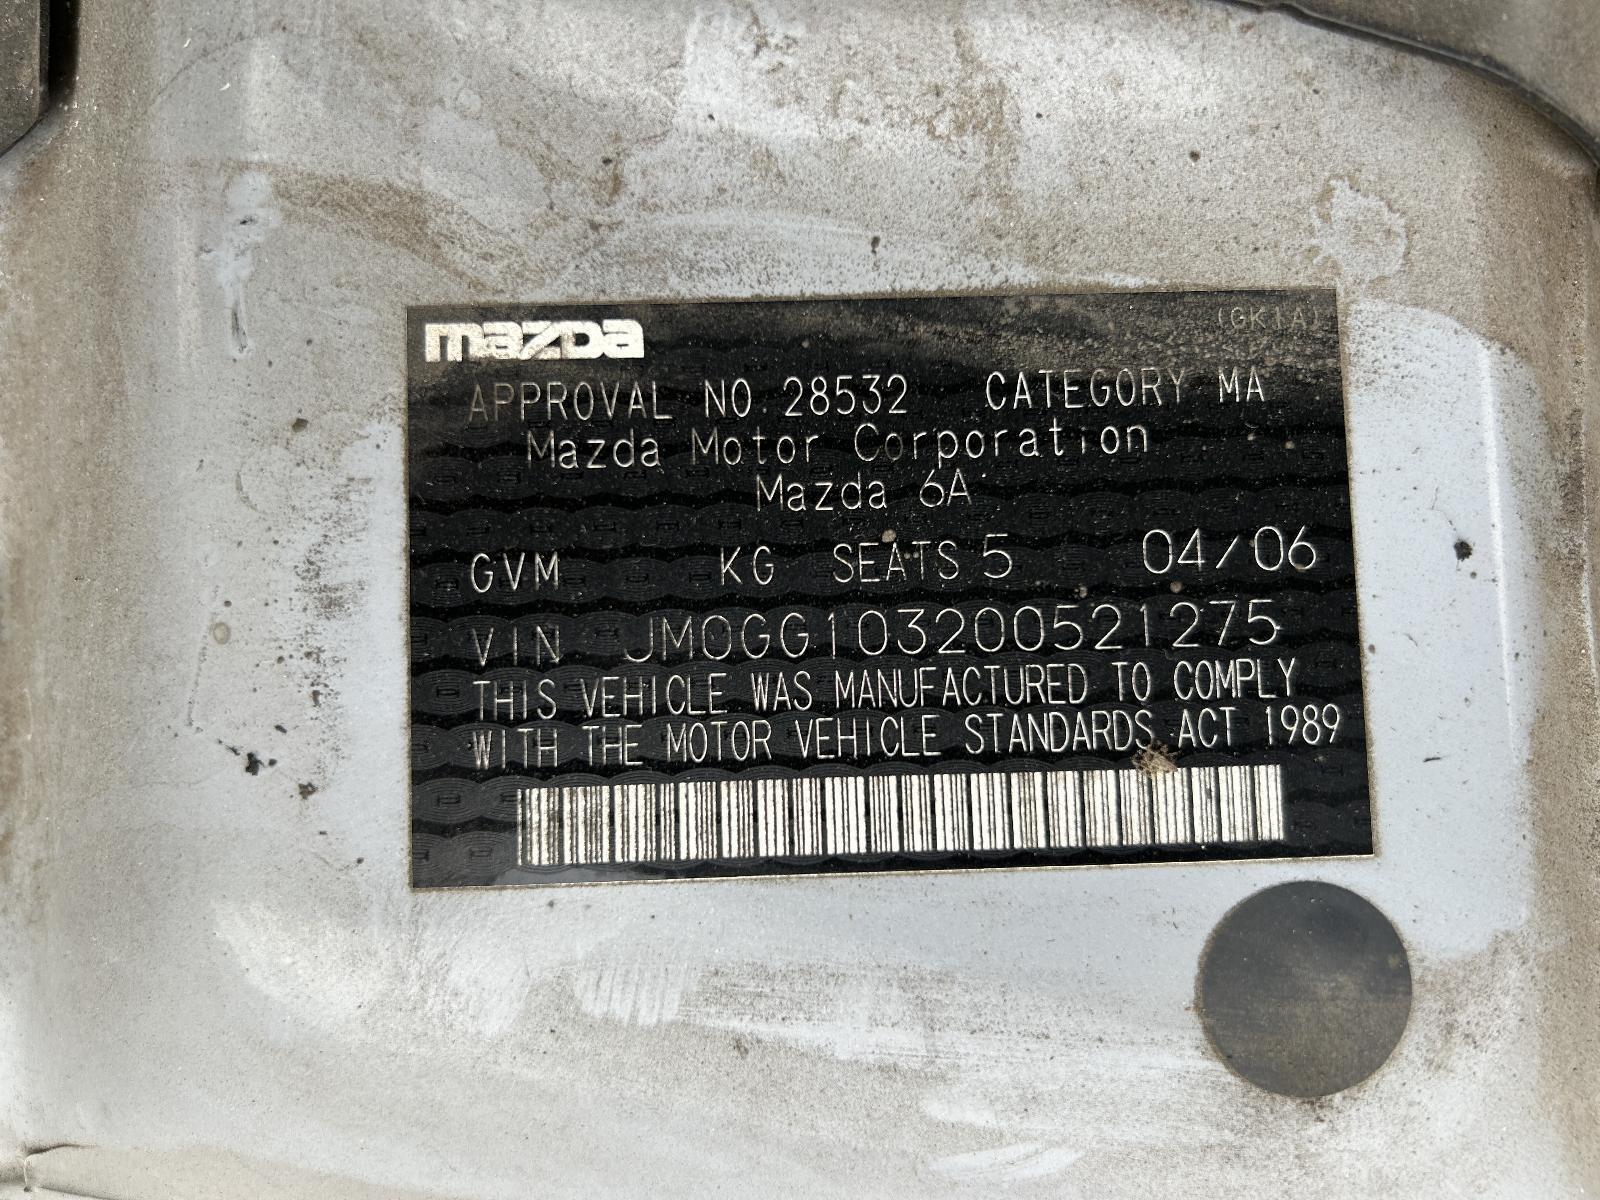 mazda
(GK1A)
APPROVAL NO. 28532 CATEGORY MA
Mazda Motor Corporation
Mazda 6A
GVM KG SEATS 5 04/06
VIN JM0GG103200521275
THIS VEHICLE WAS MANUFACTURED TO COMPLY
WITH THE MOTOR VEHICLE STANDARDS ACT 1989